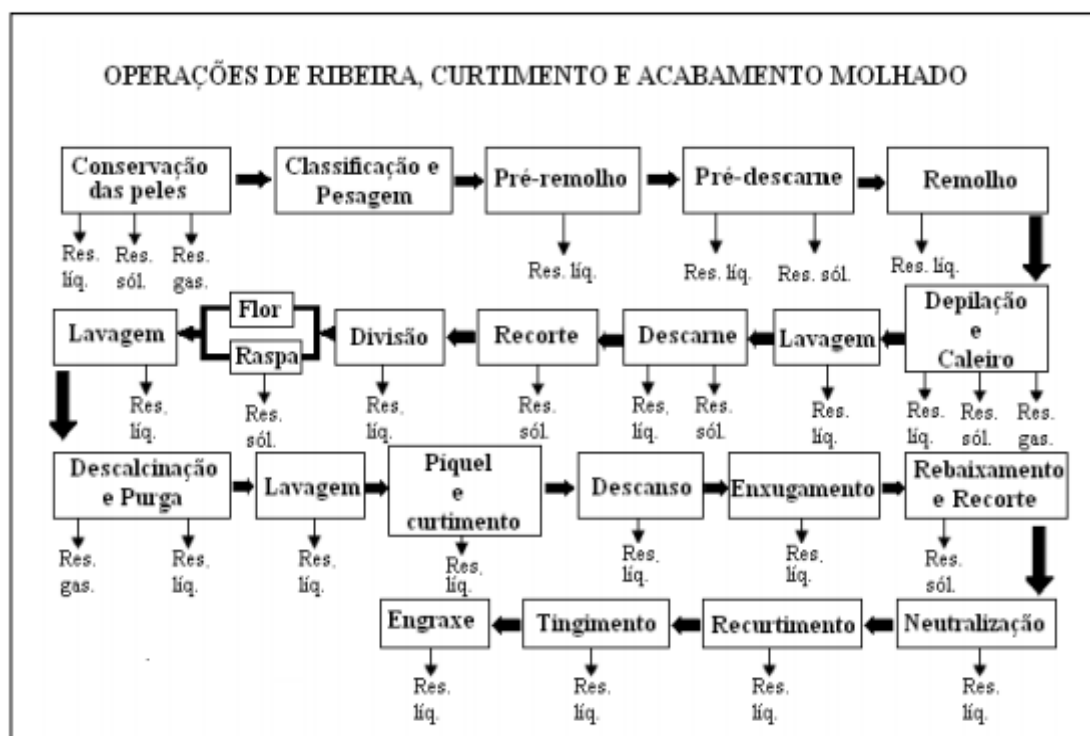 OPERAÇÕES DE RIBEIRA, CURTIMENTO E ACABAMENTO MOLHADO
Conservação
das peles
Classificação e
Pesagem
Pré-remolho
Pré-descarne
Remolho
Res.
líq.
Res.
sól.
Res.
gas.
Res. líq.
Res. líq.
Res. sól.
Res. líq.
Lavagem
Flor
Raspa
Divisão
Recorte
Descarne
Lavagem
Depilação
e
Caleiro
Res.
líq.
Res.
sól.
Res.
líq.
Res.
sól.
Res.
líq.
Res.
sól.
Res.
líq.
Res.
líq.
Res.
sól.
Res.
gas.
Descalcinação
e Purga
Lavagem
Píquel
e
curtimento
Descanso
Enxugamento
Rebaixamento
e Recorte
Res.
gas.
Res.
líq.
Res.
líq.
Res.
líq.
Res.
líq.
Res.
líq.
Res.
sól.
Engraxe
Tingimento
Recurtimento
Neutralização
Res.
líq.
Res.
líq.
Res.
líq.
Res.
líq.